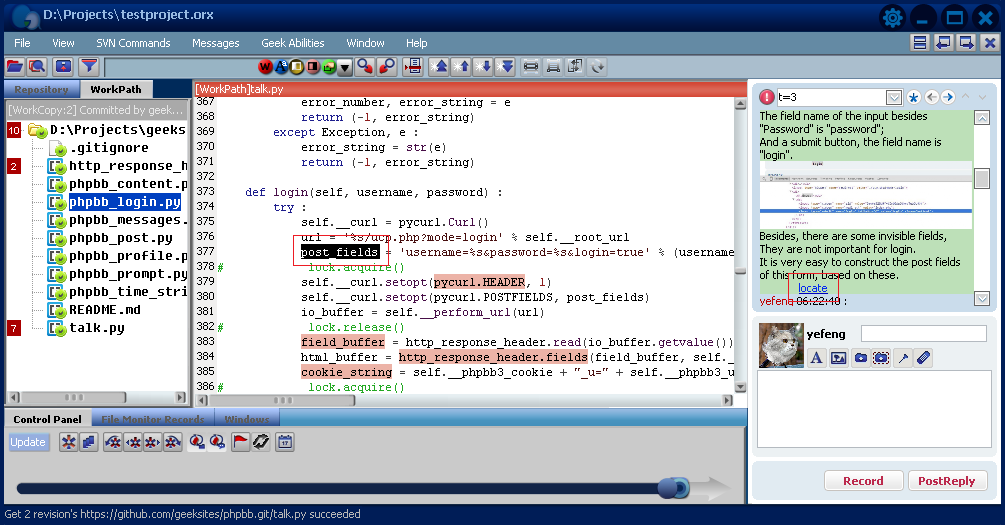 D:\Projects\testproject.orx
File View SVN Commands Messages Geek Abilities Window Help
Repository WorkPath
[WorkCopy:2] Committed by geek...
10 D:\Projects\geeks
.gitignore
2 http_response_h
phpbb_content.p
phpbb_login.py
phpbb_messages.
phpbb_post.py
phpbb_profile.p
phpbb_prompt.py
phpbb_time_stri
README.md
7 talk.py
[WorkPath]talk.py
367 error_number, error_string = e
368 return (-1, error_string)
369 except Exception, e :
370 error_string = str(e)
371 return (-1, error_string)
372
373 def login(self, username, password) :
374 try :
375 self.__curl = pycurl.Curl()
376 url = '%s/ucp.php?mode=login' % self.__root_url
377 post_fields = 'username=%s&password=%s&login=true' % (username
378 # lock.acquire()
379 self.__curl.setopt(pycurl.HEADER, 1)
380 self.__curl.setopt(pycurl.POSTFIELDS, post_fields)
381 io_buffer = self.__perform_url(url)
382 # lock.release()
383 field_buffer = http_response_header.read(io_buffer.getvalue())
384 html_buffer = http_response_header.fields(field_buffer, self._
385 cookie_string = self.__phpbb3_cookie + "_u=" + self.__phpbb3_u
386 # lock.acquire()
t=3
The field name of the input besides
"Password" is "password";
And a submit button, the field name is
"login".
Besides, there are some invisible fields,
They are not important for login.
It is very easy to construct the post fields
of this form, based on these.
locate
yefeng 06:22:40 :
yefeng
Record PostReply
Control Panel File Monitor Records Windows
Update
17
Get 2 revision's https://github.com/geeksites/phpbb.git/talk.py succeeded